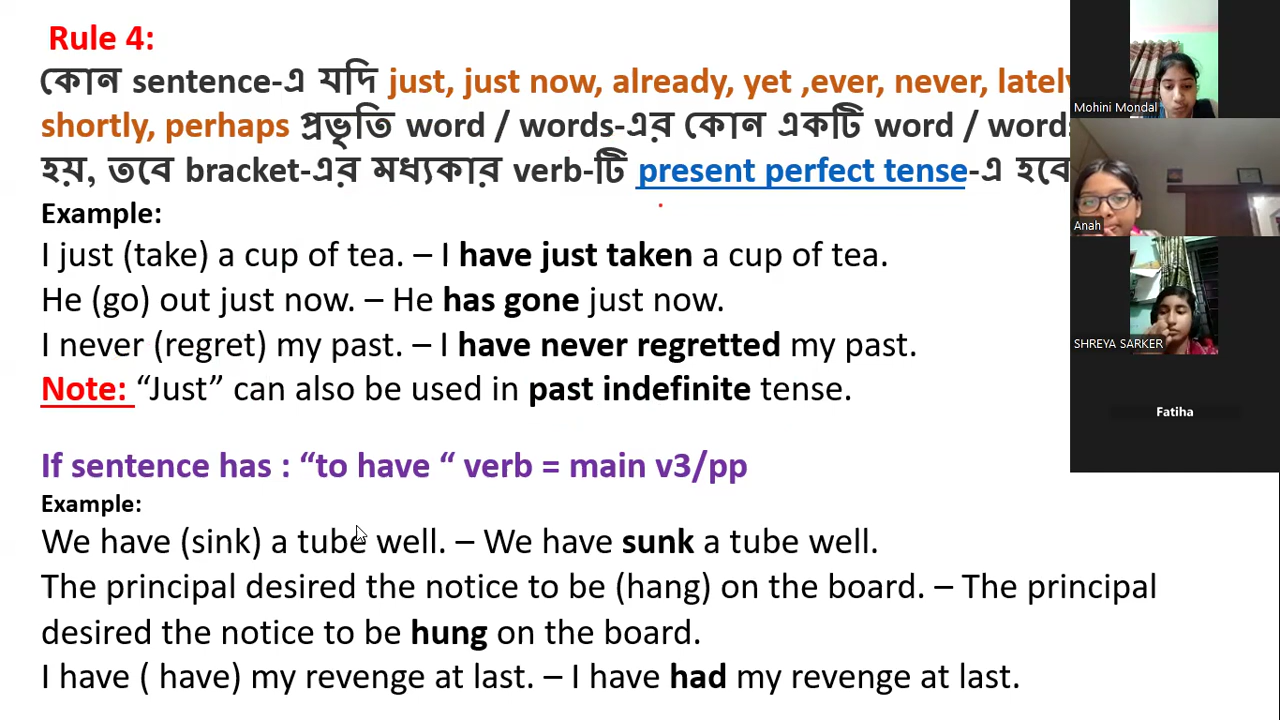 Rule 4:
কোন sentence-এ যদি just, just now, already, yet ,ever, never, lately
shortly, perhaps প্রভৃতি word / words-এর কোন একটি word / words
হয়, তবে bracket-এর মধ্যকার verb-টি present perfect tense-এ হবে
Example:
I just (take) a cup of tea. – I have just taken a cup of tea.
He (go) out just now. – He has gone just now.
I never (regret) my past. – I have never regretted my past.
Note: “Just” can also be used in past indefinite tense.
If sentence has : “to have “ verb = main v3/pp
Example:
We have (sink) a tube well. – We have sunk a tube well.
The principal desired the notice to be (hang) on the board. – The principal
desired the notice to be hung on the board.
I have ( have) my revenge at last. – I have had my revenge at last.
Mohini Mondal
Anah
SHREYA SARKER
Fatiha